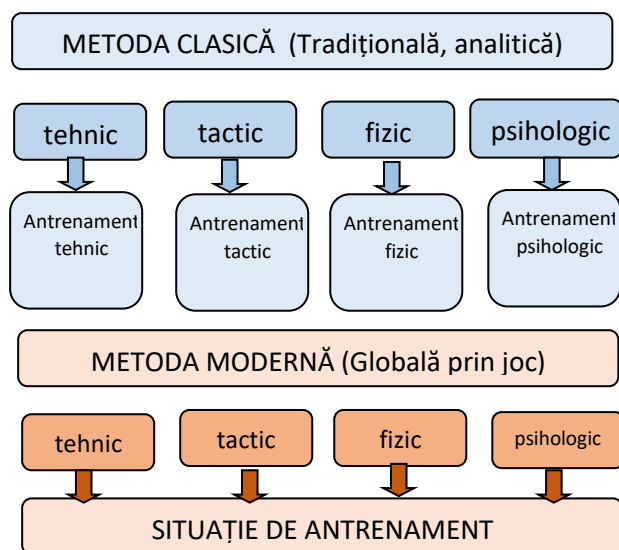 METODA CLASICĂ (Tradițională, analitică)
tehnic
tactic
fizic
psihologic
Antrenament
tehnic
Antrenament
tactic
Antrenament
fizic
Antrenament
psihologic
METODA MODERNĂ (Globală prin joc)
tehnic
tactic
fizic
psihologic
SITUAȚIE DE ANTRENAMENT